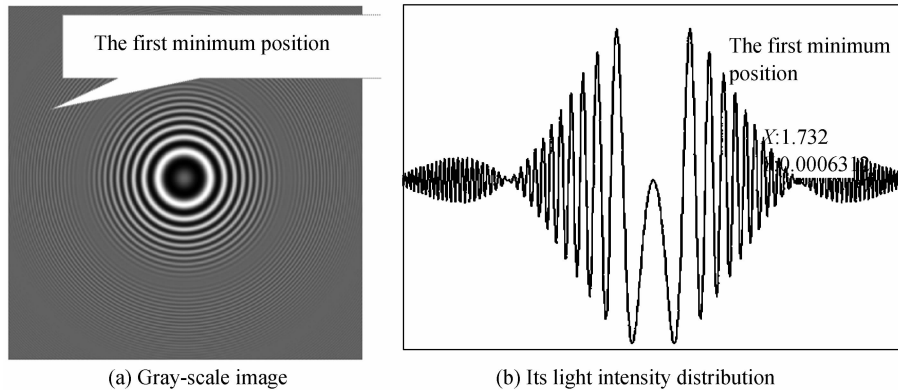 The first minimum position
The first minimum
position
X:1.732
(a) Gray-scale image
(b) Its light intensity distribution